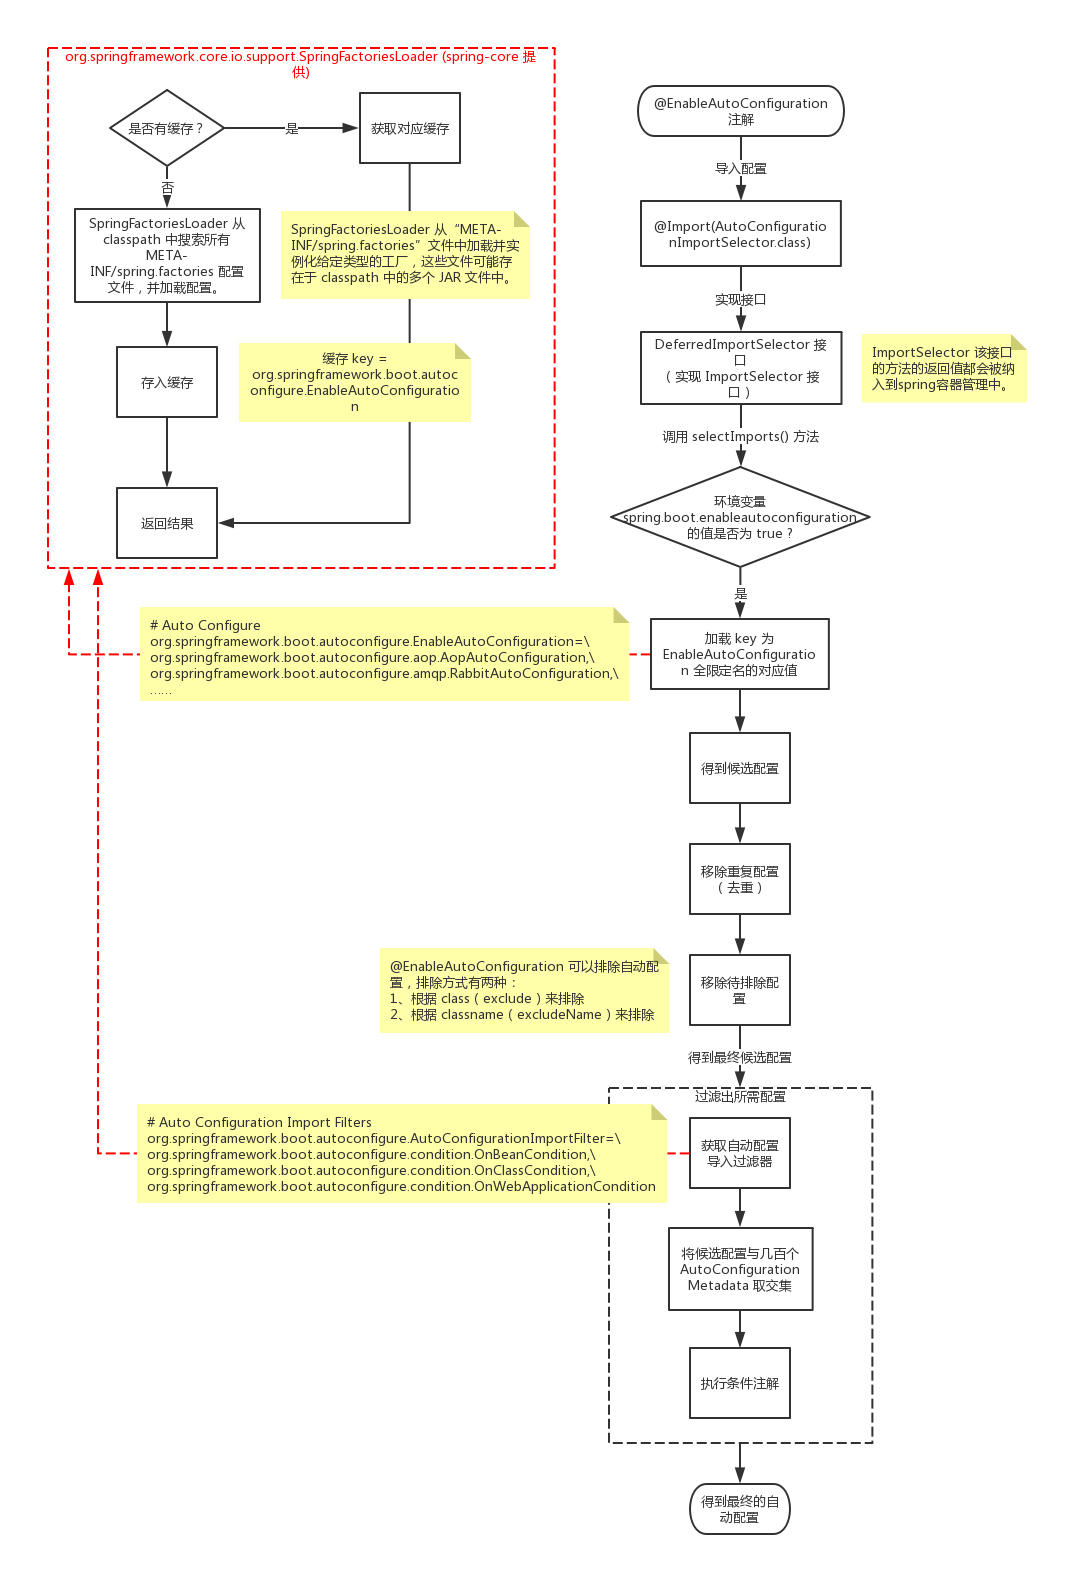 org.springframework.core.io.support.SpringFactoriesLoader (spring-core 提
供)
是否有缓存？
是
获取对应缓存
否
SpringFactoriesLoader 从
classpath 中搜索所有
META-
INF/spring.factories 配置
文件，并加载配置。
SpringFactoriesLoader 从“META-
INF/spring.factories”文件中加载并实
例化给定类型的工厂，这些文件可能存
在于 classpath 中的多个 JAR 文件中。
存入缓存
缓存 key =
org.springframework.boot.autoc
onfigure.EnableAutoConfiguratio
n
返回结果
@EnableAutoConfiguration
注解
导入配置
@Import(AutoConfiguratio
nImportSelector.class)
实现接口
DeferredImportSelector 接
口
（实现 ImportSelector 接
口）
ImportSelector 该接口
的方法的返回值都会被纳
入到spring容器管理中。
调用 selectImports() 方法
环境变量
spring.boot.enableautoconfiguration
的值是否为 true？
是
加载 key 为
EnableAutoConfiguratio
n 全限定名的对应值
# Auto Configure
org.springframework.boot.autoconfigure.EnableAutoConfiguration=\
org.springframework.boot.autoconfigure.aop.AopAutoConfiguration,\
org.springframework.boot.autoconfigure.amqp.RabbitAutoConfiguration,\
……
得到候选配置
移除重复配置
（去重）
移除待排除配
置
@EnableAutoConfiguration 可以排除自动配
置，排除方式有两种：
1、根据 class（exclude）来排除
2、根据 classname（excludeName）来排除
得到最终候选配置
过滤出所需配置
获取自动配置
导入过滤器
# Auto Configuration Import Filters
org.springframework.boot.autoconfigure.AutoConfigurationImportFilter=\
org.springframework.boot.autoconfigure.condition.OnBeanCondition,\
org.springframework.boot.autoconfigure.condition.OnClassCondition,\
org.springframework.boot.autoconfigure.condition.OnWebApplicationCondition
将候选配置与几百个
AutoConfiguration
Metadata 取交集
执行条件注解
得到最终的自
动配置